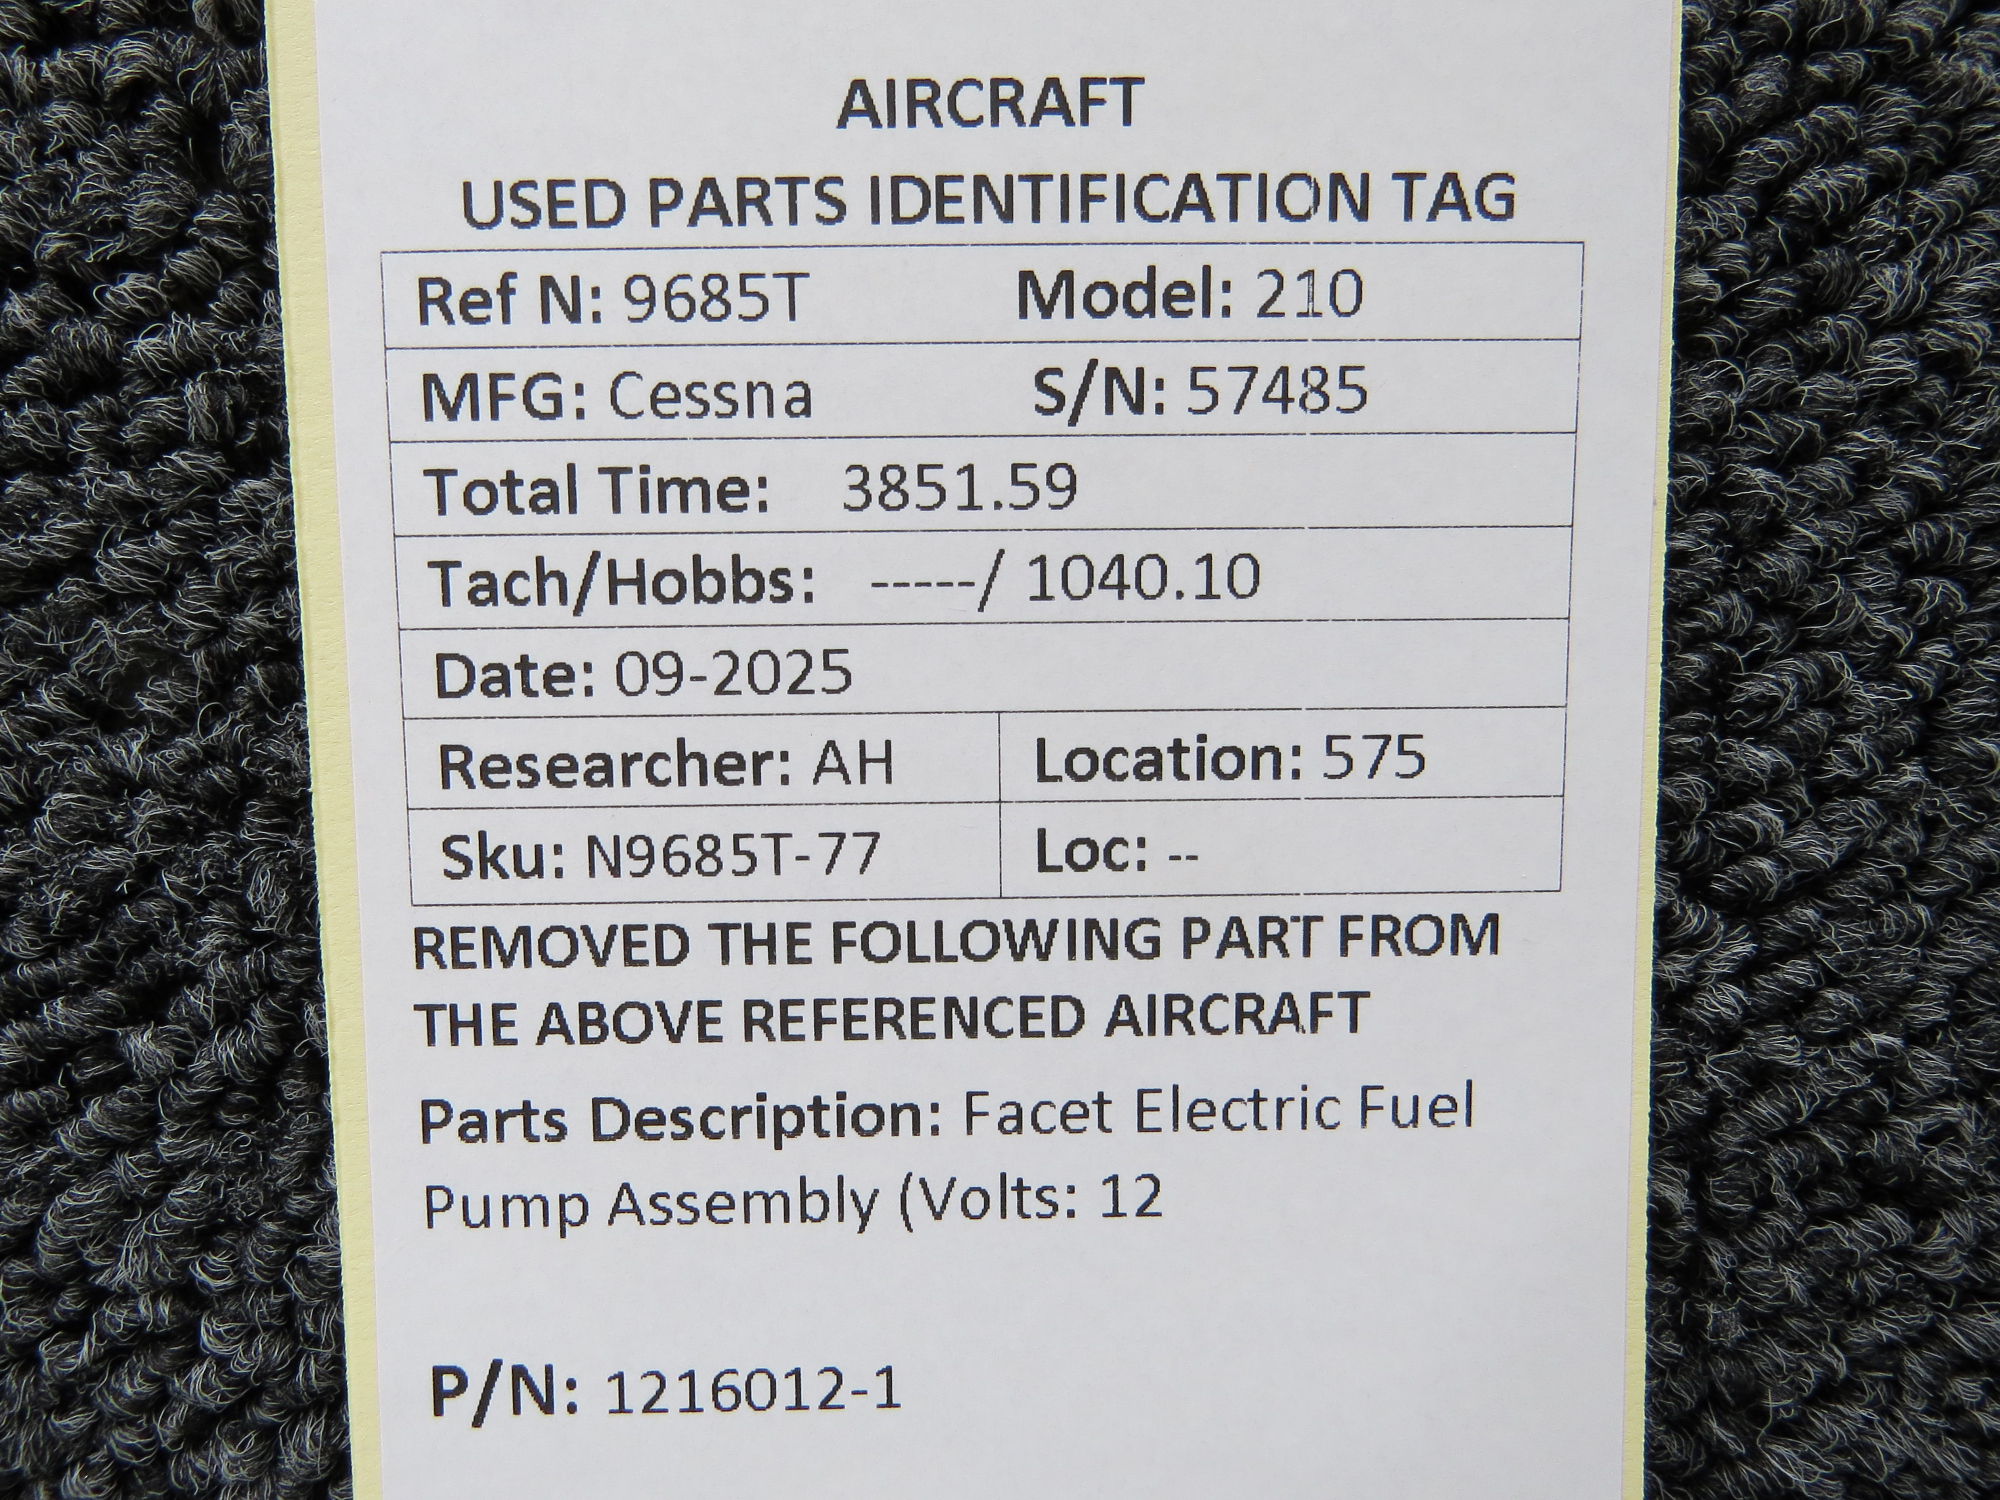 AIRCRAFT
USED PARTS IDENTIFICATION TAG
Ref N: 9685T Model: 210
MFG: Cessna S/N: 57485
Total Time: 3851.59
Tach/Hobbs: -----/ 1040.10
Date: 09-2025
Researcher: AH Location: 575
Sku: N9685T-77 Loc: --
REMOVED THE FOLLOWING PART FROM
THE ABOVE REFERENCED AIRCRAFT
Parts Description: Facet Electric Fuel
Pump Assembly (Volts: 12
P/N: 1216012-1